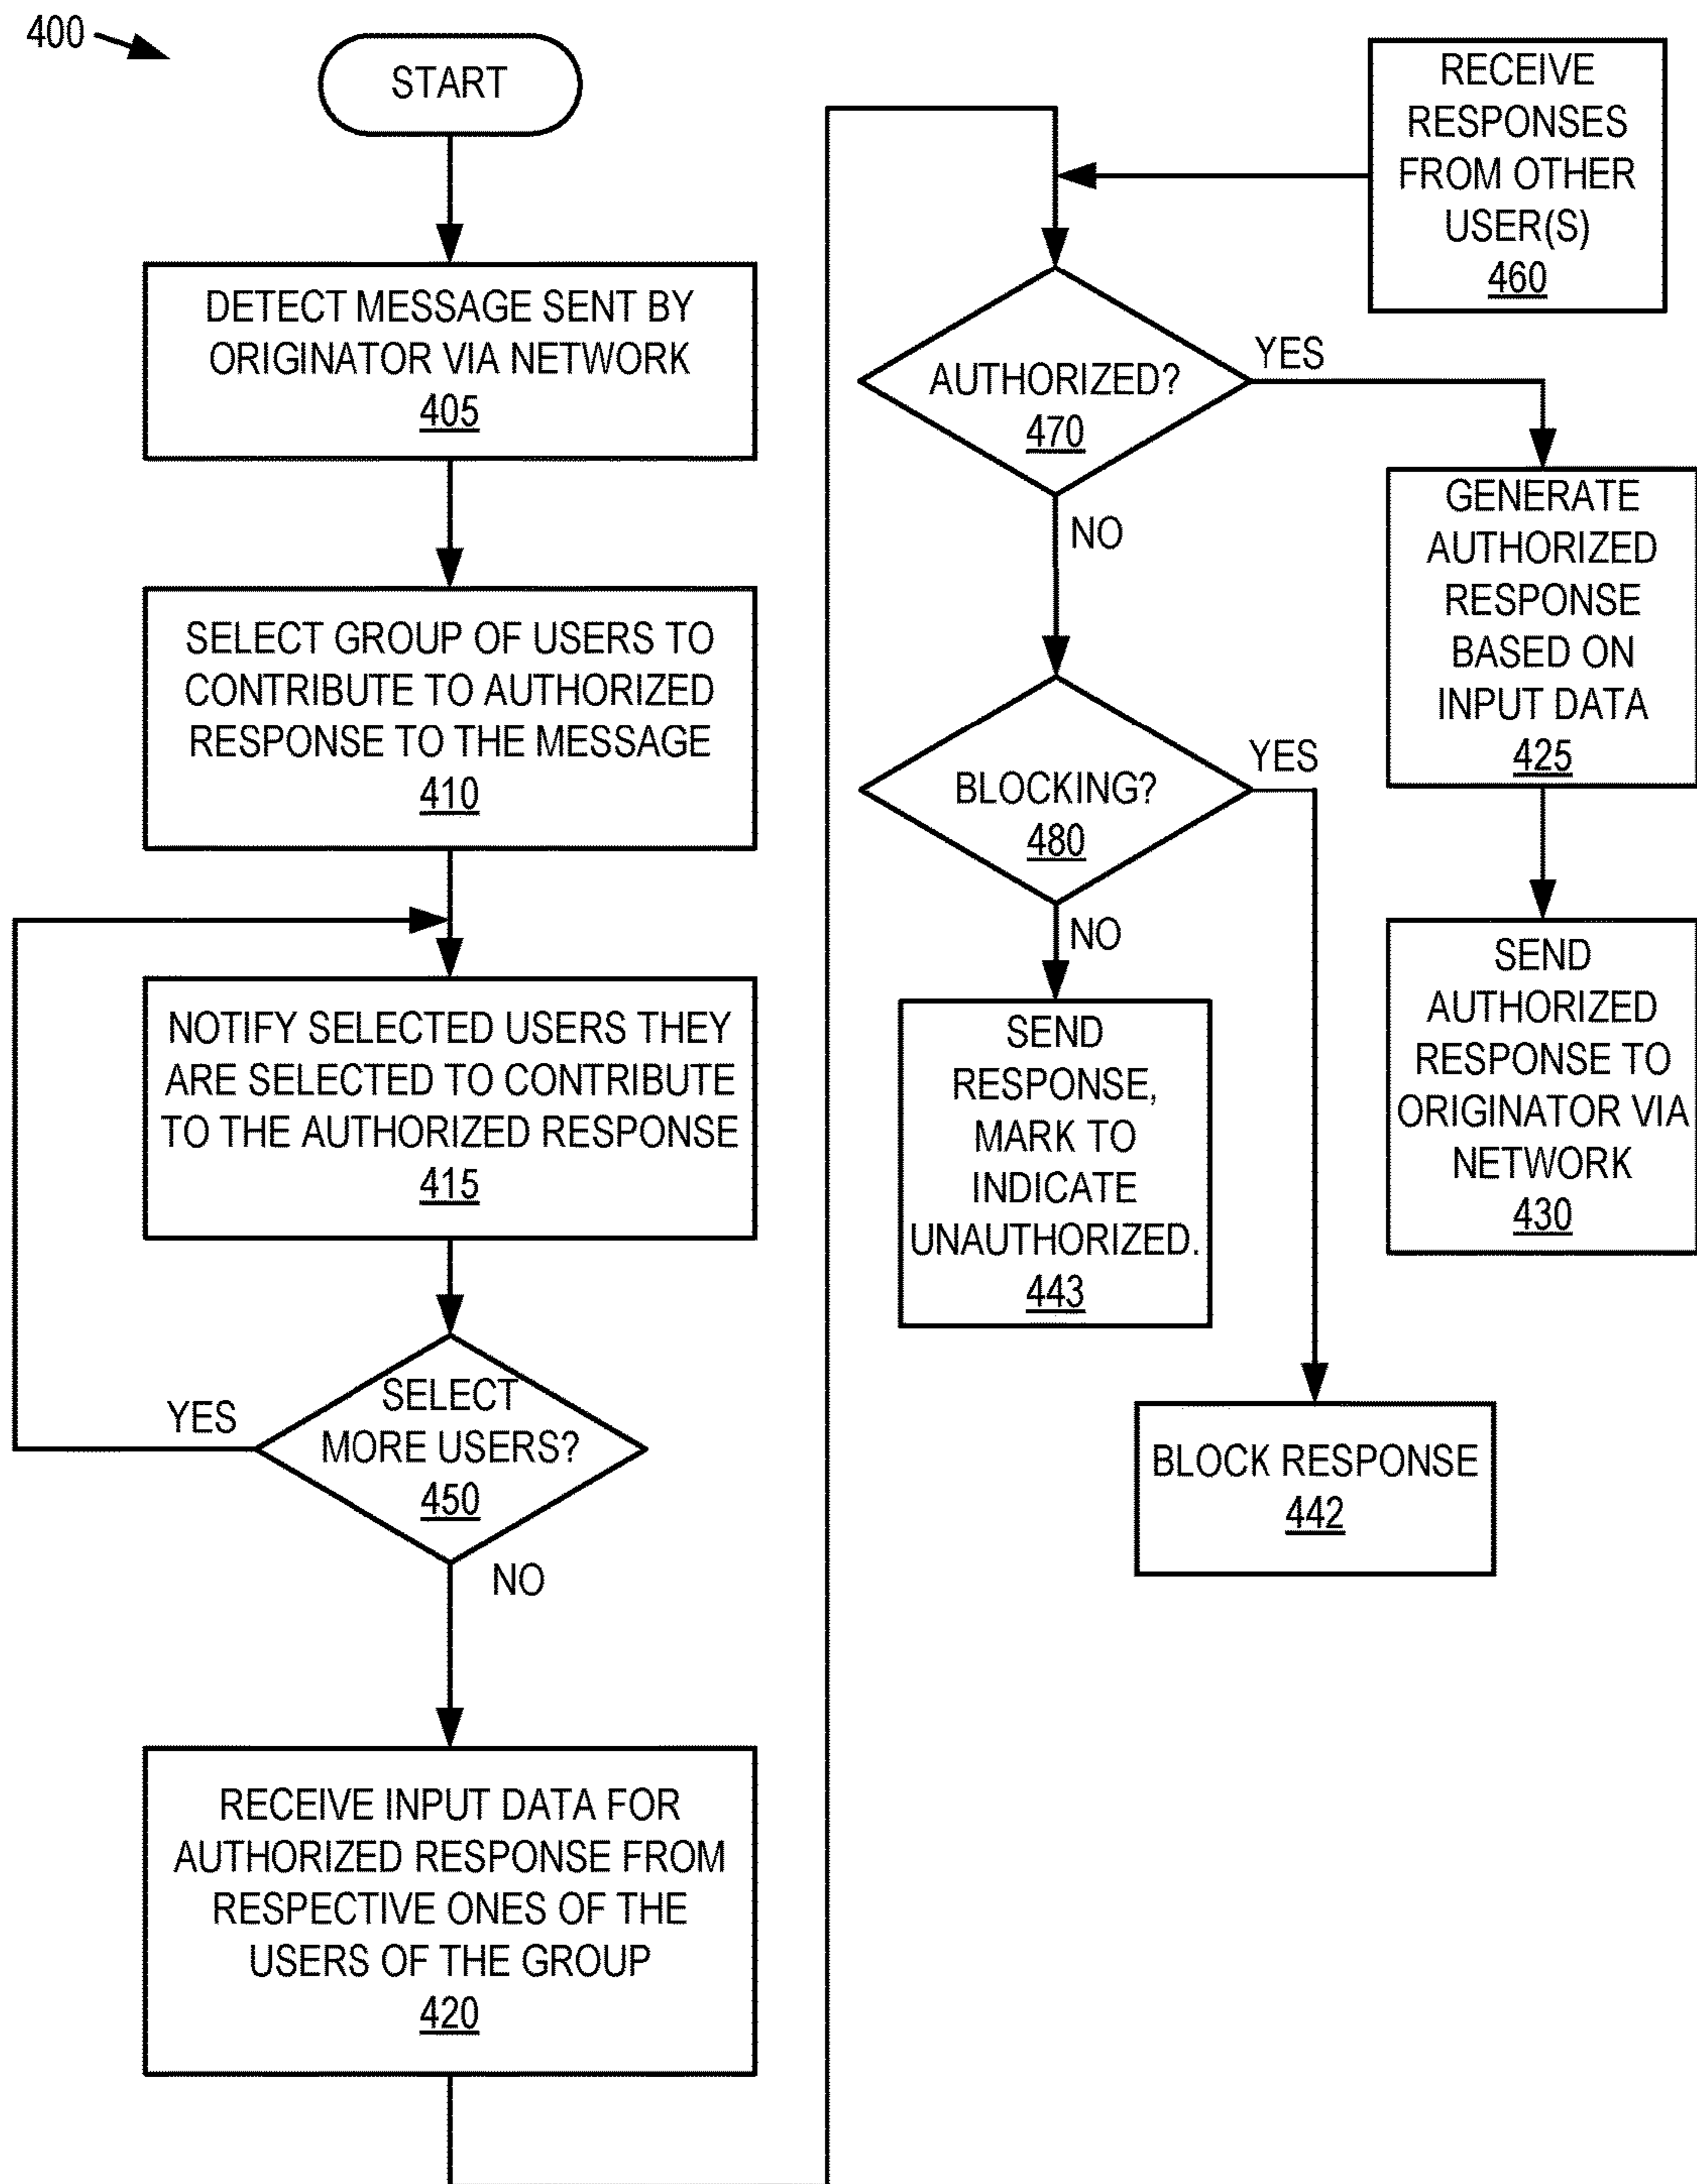 400
START
DETECT MESSAGE SENT BY
ORIGINATOR VIA NETWORK
405
SELECT GROUP OF USERS TO
CONTRIBUTE TO AUTHORIZED
RESPONSE TO THE MESSAGE
410
NOTIFY SELECTED USERS THEY
ARE SELECTED TO CONTRIBUTE
TO THE AUTHORIZED RESPONSE
415
SELECT
MORE USERS?
450
YES
NO
RECEIVE INPUT DATA FOR
AUTHORIZED RESPONSE FROM
RESPECTIVE ONES OF THE
USERS OF THE GROUP
420
RECEIVE
RESPONSES
FROM OTHER
USER(S)
460
AUTHORIZED?
470
YES
NO
GENERATE
AUTHORIZED
RESPONSE
BASED ON
INPUT DATA
425
BLOCKING?
480
YES
NO
SEND
AUTHORIZED
RESPONSE TO
ORIGINATOR VIA
NETWORK
430
SEND
RESPONSE,
MARK TO
INDICATE
UNAUTHORIZED.
443
BLOCK RESPONSE
442